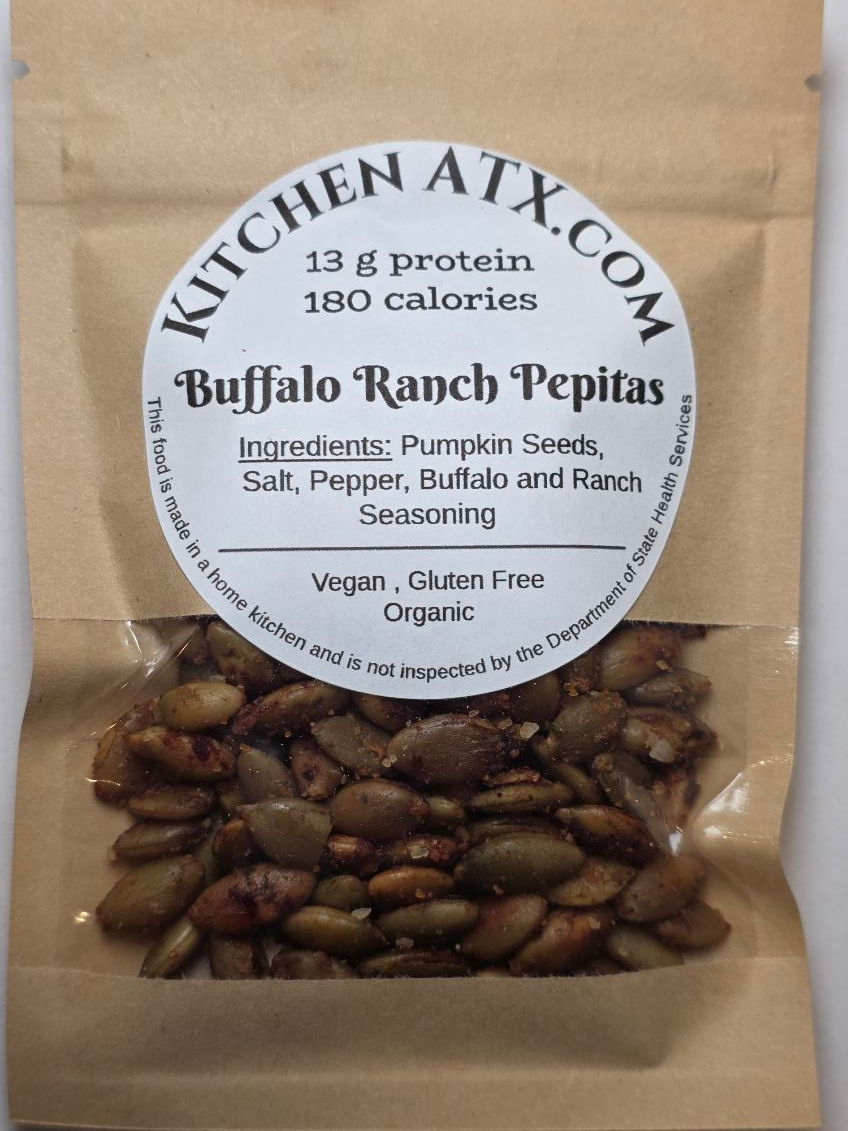 KITCHEN ATX.COM
13 g protein
180 calories
Buffalo Ranch Pepitas
Ingredients: Pumpkin Seeds,
Salt, Pepper, Buffalo and Ranch
Seasoning
Vegan , Gluten Free
Organic
This food is made in a home kitchen and is not inspected by the Department of State Health Services